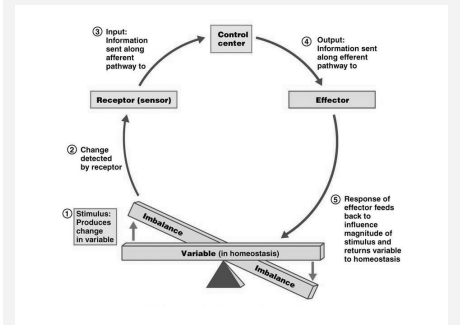 ③ Input:
Information
sent along
afferent
pathway to
Control
center
④ Output:
Information sent
along efferent
pathway to
Receptor (sensor)
Effector
② Change
detected
by receptor
① Stimulus:
Produces
change
in variable
Imbalance
Variable (in homeostasis)
Imbalance
⑤ Response of
effector feeds
back to
influence
magnitude of
stimulus and
returns variable
to homeostasis